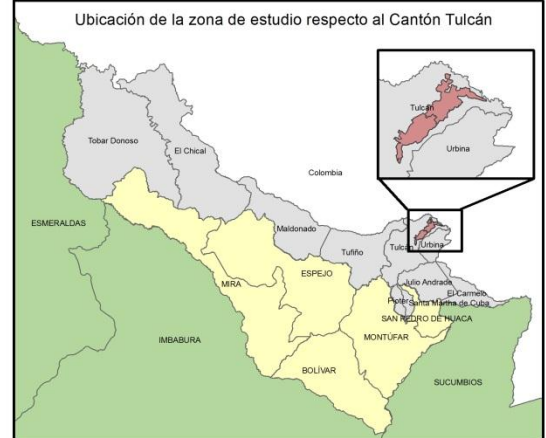 Ubicación de la zona de estudio respecto al Cantón Tulcán
Tulcán
Urbina
Tobar Donoso
El Chical
Colombia
ESMERALDAS
Maldonado
Tufiño
Tulcán
Urbina
MIRA
ESPEJO
Julio Andrade
El Carmelo
Pioter
Santa Martha de Cuba
SAN PEDRO DE HUACA
MONTÚFAR
IMBABURA
BOLÍVAR
SUCUMBIOS